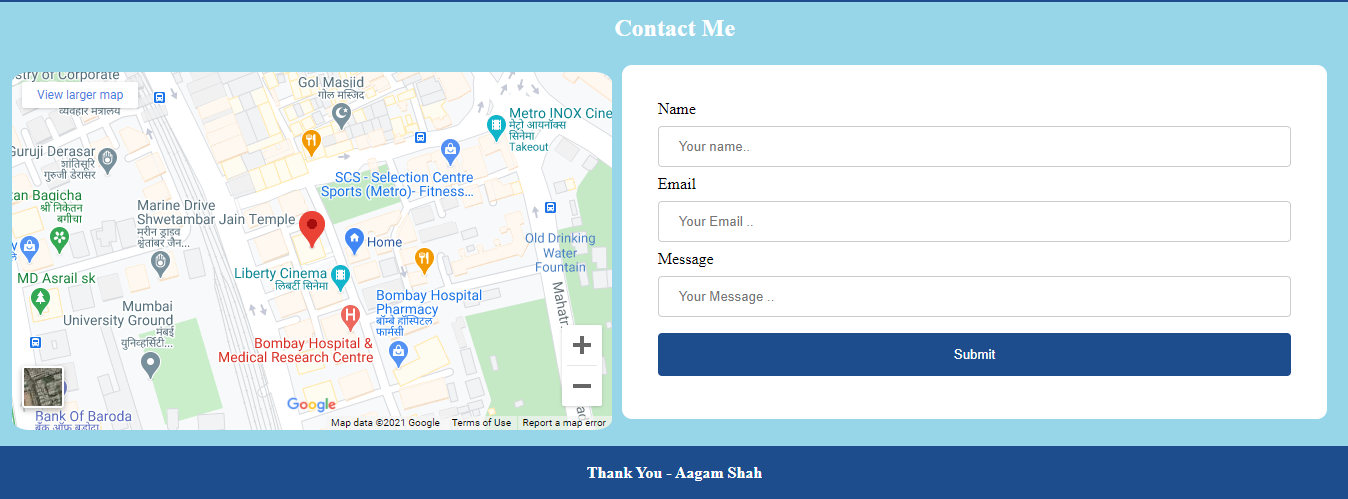 Contact Me
stry of Corporate
View larger map
व्यवहार मंत्रालय
Gol Masjid
गोल मस्जिद
Metro INOX Cine
मेट्रो आयनॉक्स
सिनेमा
Takeout
Guruji Derasar
शांतिसूरि
गुरुजी देरासर
SCS - Selection Centre
Sports (Metro)- Fitness...
tan Bagicha
श्री निकेतन
बगीचा
Marine Drive
Shwetambar Jain Temple
मरीन ड्राइव
श्वेतांबर जैन...
Home
Old Drinking
Water
Fountain
Liberty Cinema
लिबर्टी सिनेमा
MD Asrail sk
Bombay Hospital
Pharmacy
बॉम्बे हॉस्पिटल
फार्मसी
Mumbai
University Ground
मुंबई
युनिव्हर्सिटी...
Mahatr
Bombay Hospital &
Medical Research Centre
Bank Of Baroda
बँक ऑफ बडोदा
Google
Map data ©2021 Google
Terms of Use
Report a map error
Name
Your name..
Email
Your Email ..
Message
Your Message ..
Submit
Thank You - Aagam Shah